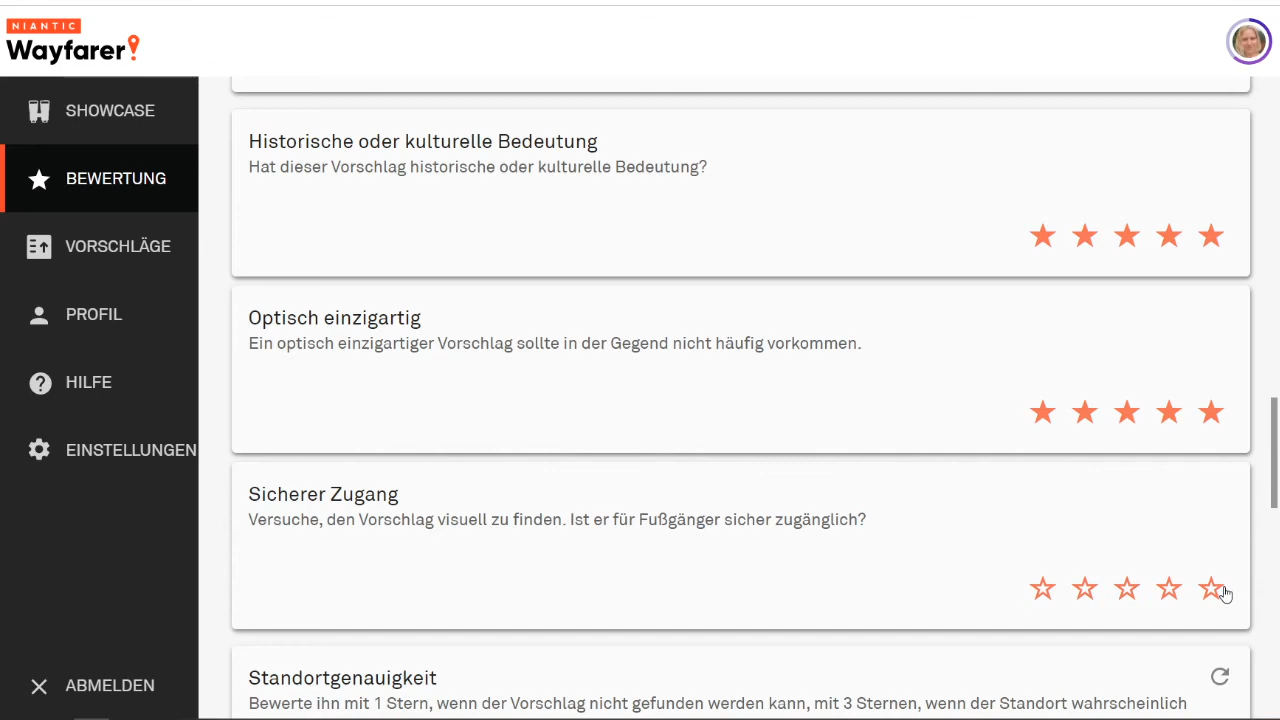 NIANTIC
Wayfarer
SHOWCASE
BEWERTUNG
VORSCHLÄGE
PROFIL
HILFE
EINSTELLUNGEN
ABMELDEN
Historische oder kulturelle Bedeutung
Hat dieser Vorschlag historische oder kulturelle Bedeutung?
Optisch einzigartig
Ein optisch einzigartiger Vorschlag sollte in der Gegend nicht häufig vorkommen.
Sicherer Zugang
Versuche, den Vorschlag visuell zu finden. Ist er für Fußgänger sicher zugänglich?
Standortgenauigkeit
Bewerte ihn mit 1 Stern, wenn der Vorschlag nicht gefunden werden kann, mit 3 Sternen, wenn der Standort wahrscheinlich